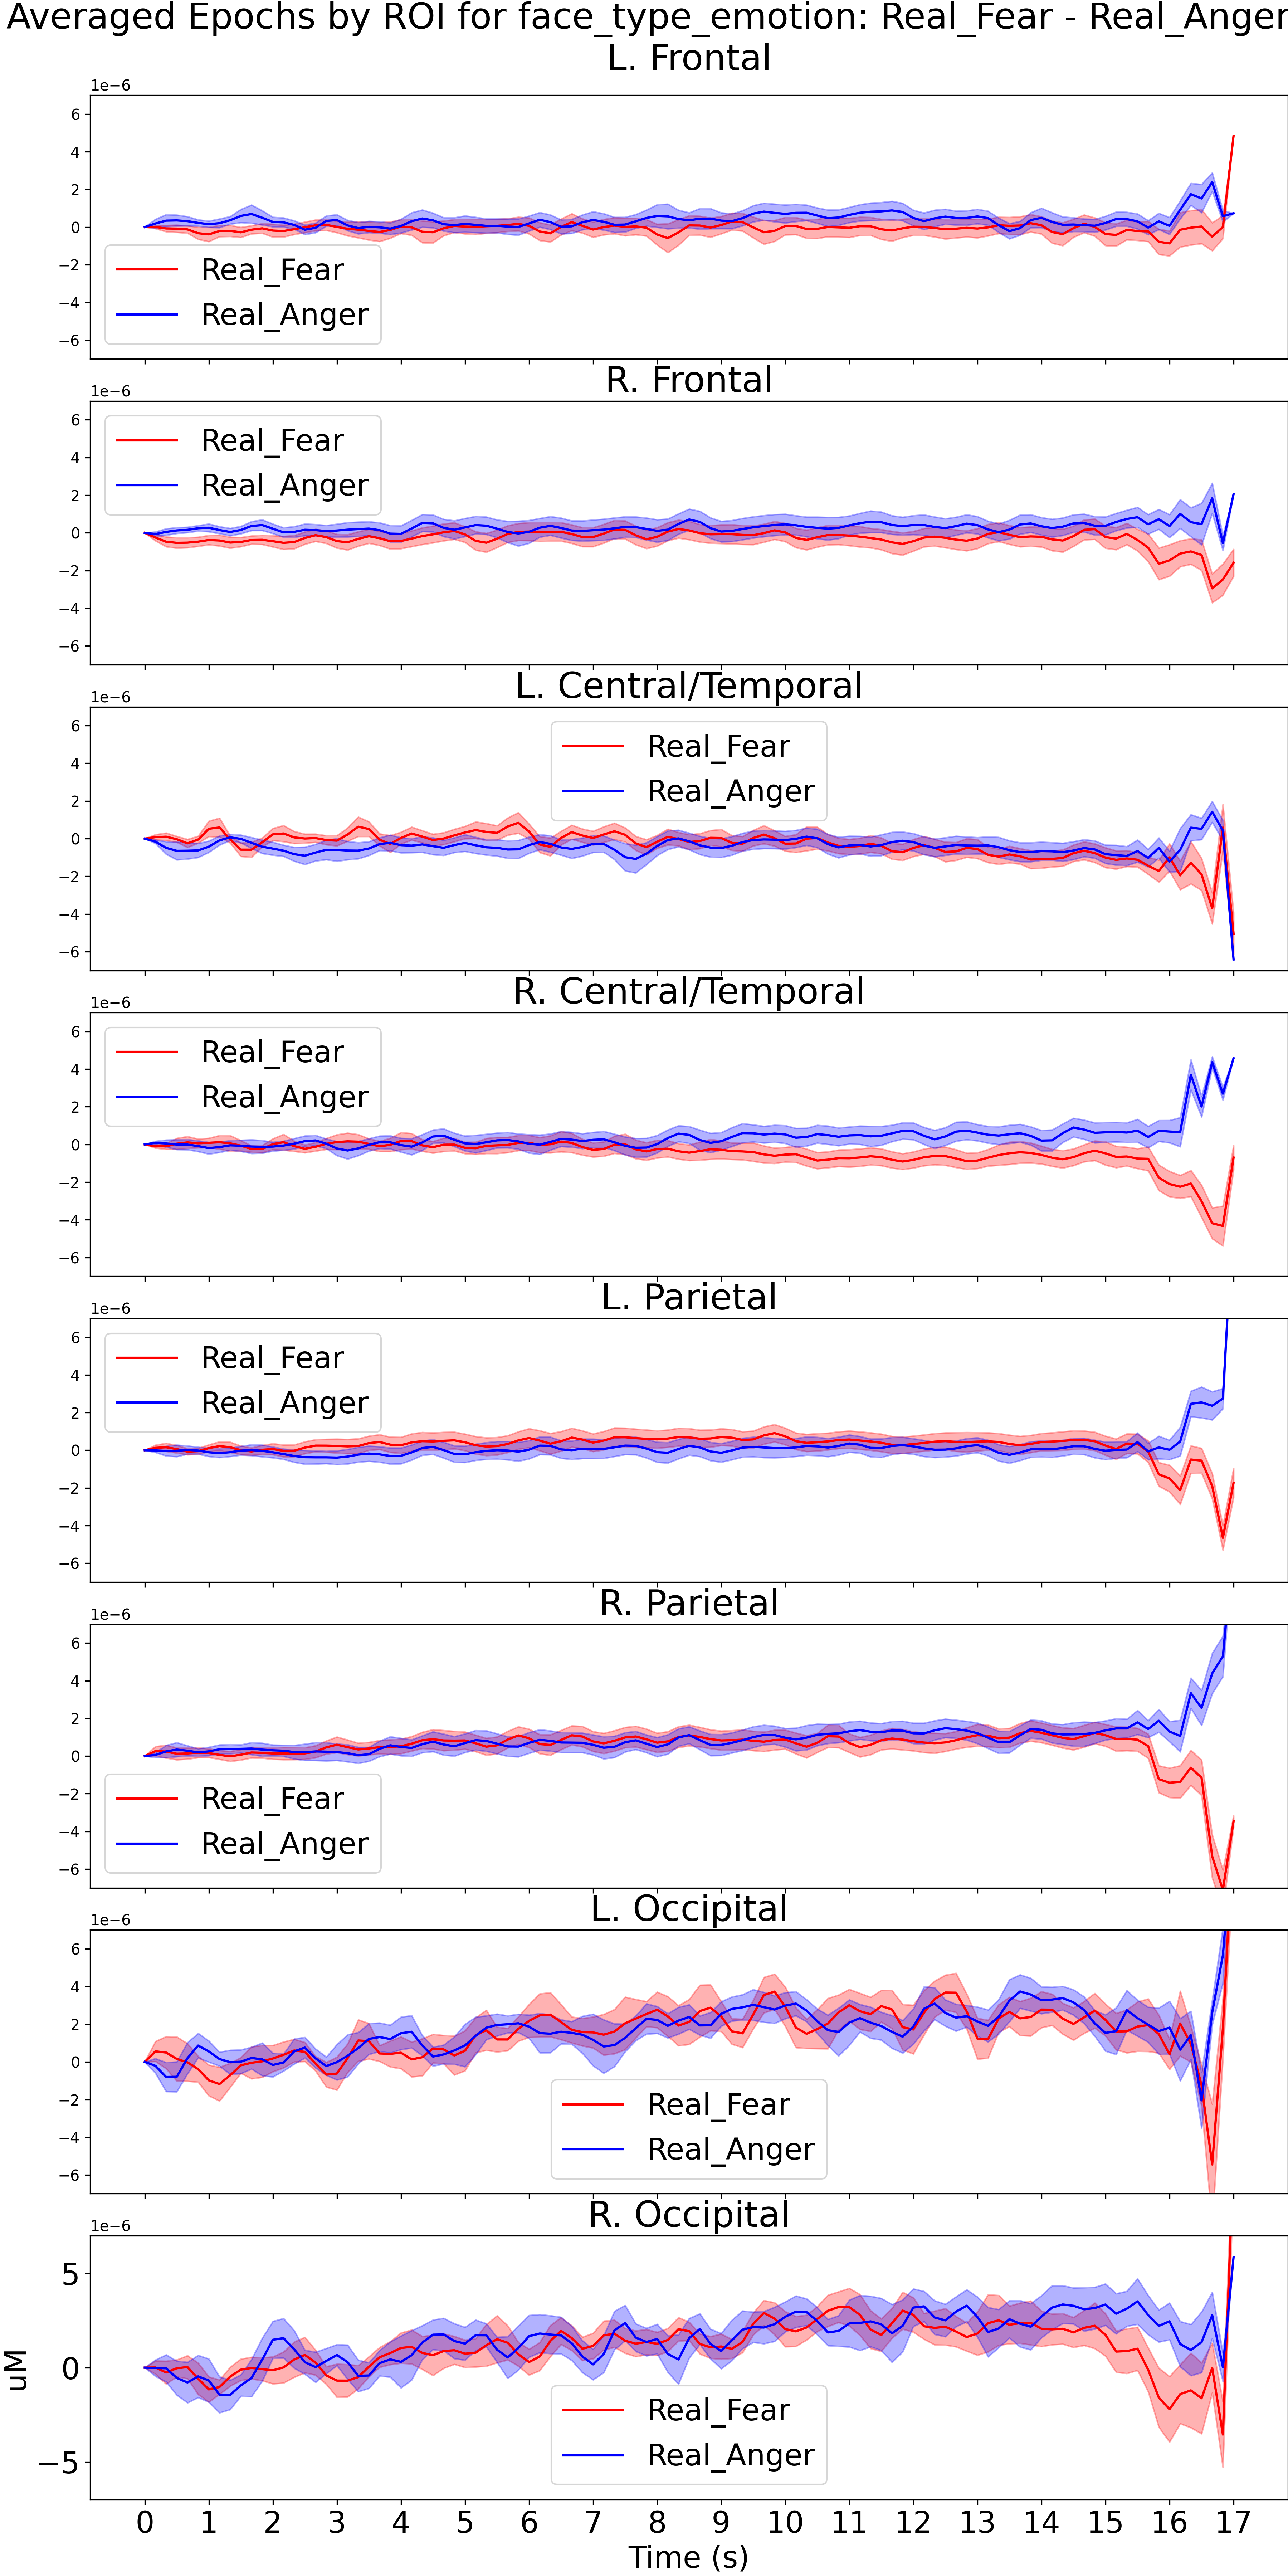 Averaged Epochs by ROI for face_type_emotion: Real_Fear - Real_Anger
L. Frontal
1e−6
6
4
2
0
−2
−4
−6
Real_Fear
Real_Anger
R. Frontal
1e−6
6
4
2
0
−2
−4
−6
Real_Fear
Real_Anger
L. Central/Temporal
1e−6
6
4
2
0
−2
−4
−6
Real_Fear
Real_Anger
R. Central/Temporal
1e−6
6
4
2
0
−2
−4
−6
Real_Fear
Real_Anger
L. Parietal
1e−6
6
4
2
0
−2
−4
−6
Real_Fear
Real_Anger
R. Parietal
1e−6
6
4
2
0
−2
−4
−6
Real_Fear
Real_Anger
L. Occipital
1e−6
6
4
2
0
−2
−4
−6
Real_Fear
Real_Anger
R. Occipital
1e−6
5
0
−5
uM
Real_Fear
Real_Anger
0 1 2 3 4 5 6 7 8 9 10 11 12 13 14 15 16 17
Time (s)